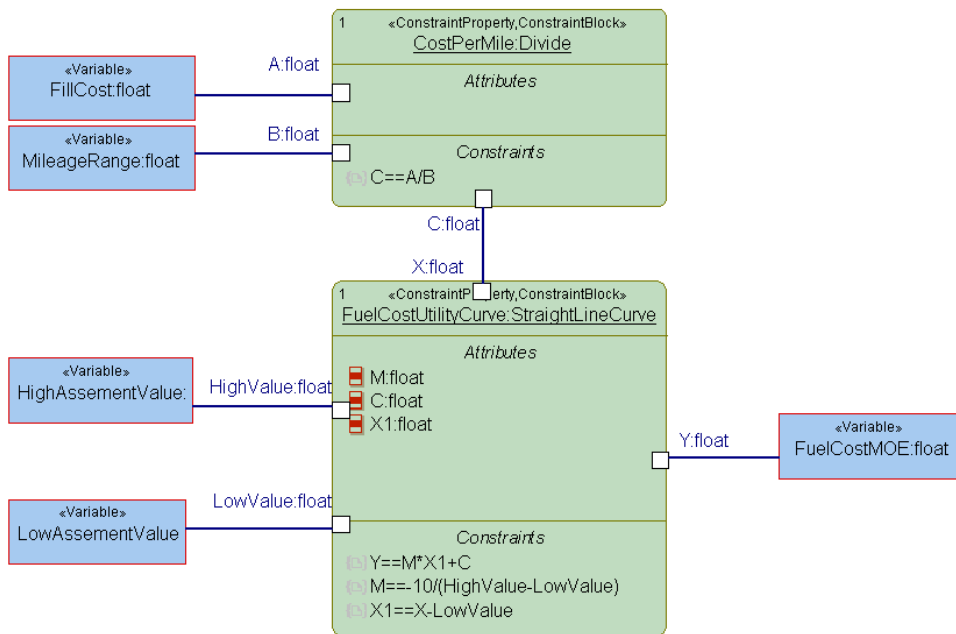 1 «ConstraintProperty,ConstraintBlock»
CostPerMile:Divide
Attributes
Constraints
C==A/B
«Variable»
FillCost:float
A:float
«Variable»
MileageRange:float
B:float
C:float
X:float
1 «ConstraintProperty,ConstraintBlock»
FuelCostUtilityCurve:StraightLineCurve
Attributes
M:float
C:float
X1:float
Constraints
Y==M*X1+C
M==-10/(HighValue-LowValue)
X1==X-LowValue
«Variable»
HighAssementValue:
HighValue:float
«Variable»
LowAssementValue
LowValue:float
Y:float
«Variable»
FuelCostMOE:float